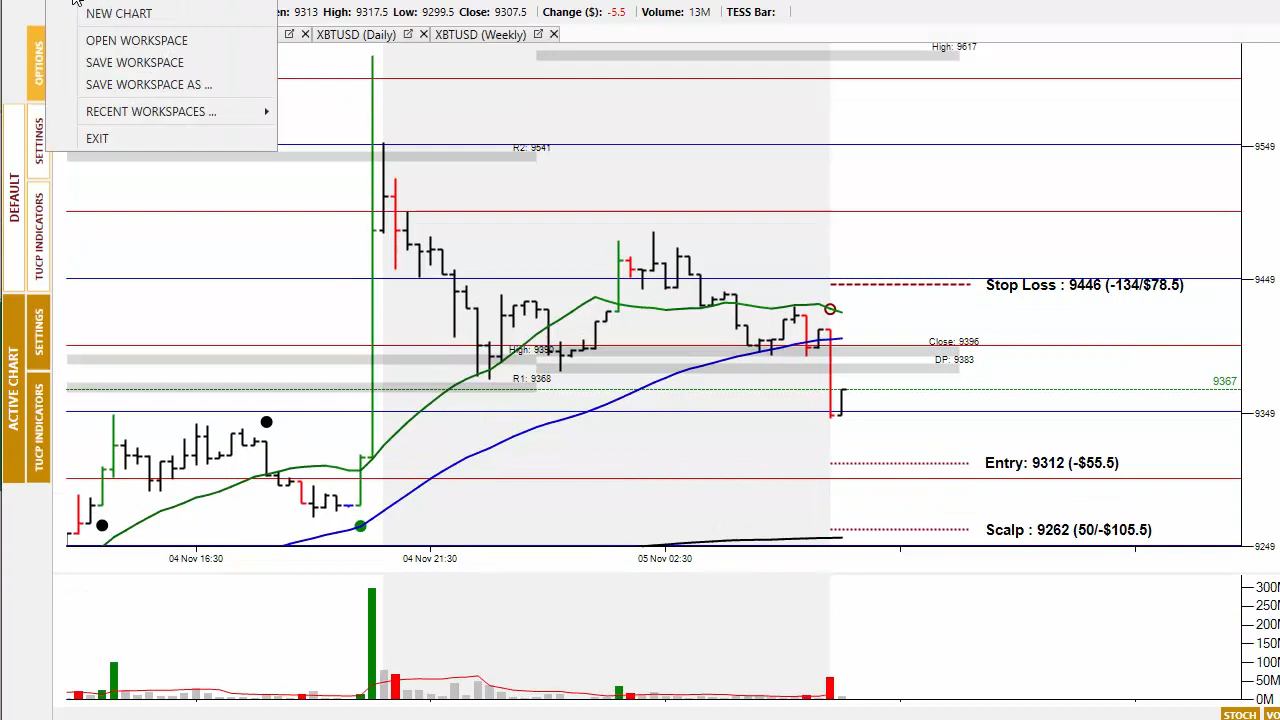 en: 9313 High: 9317.5 Low: 9299.5 Close: 9307.5 Change ($): -5.5 Volume: 13M TESS Bar:
NEW CHART
OPEN WORKSPACE
SAVE WORKSPACE
SAVE WORKSPACE AS ...
RECENT WORKSPACES ...
EXIT
XBTUSD (Daily) XBTUSD (Weekly)
OPTIONS
DEFAULT
SETTINGS
TUCP INDICATORS
ACTIVE CHART
SETTINGS
TUCP INDICATORS
High: 9617
R2: 9541
9549
9449
Stop Loss : 9446 (-134/$78.5)
Close: 9396
DP: 9383
R1: 9368
9367
9349
Entry: 9312 (-$55.5)
Scalp : 9262 (50/-$105.5)
9249
04 Nov 16:30 04 Nov 21:30 05 Nov 02:30
300M
250M
200M
150M
100M
50M
0M
STOCH VO